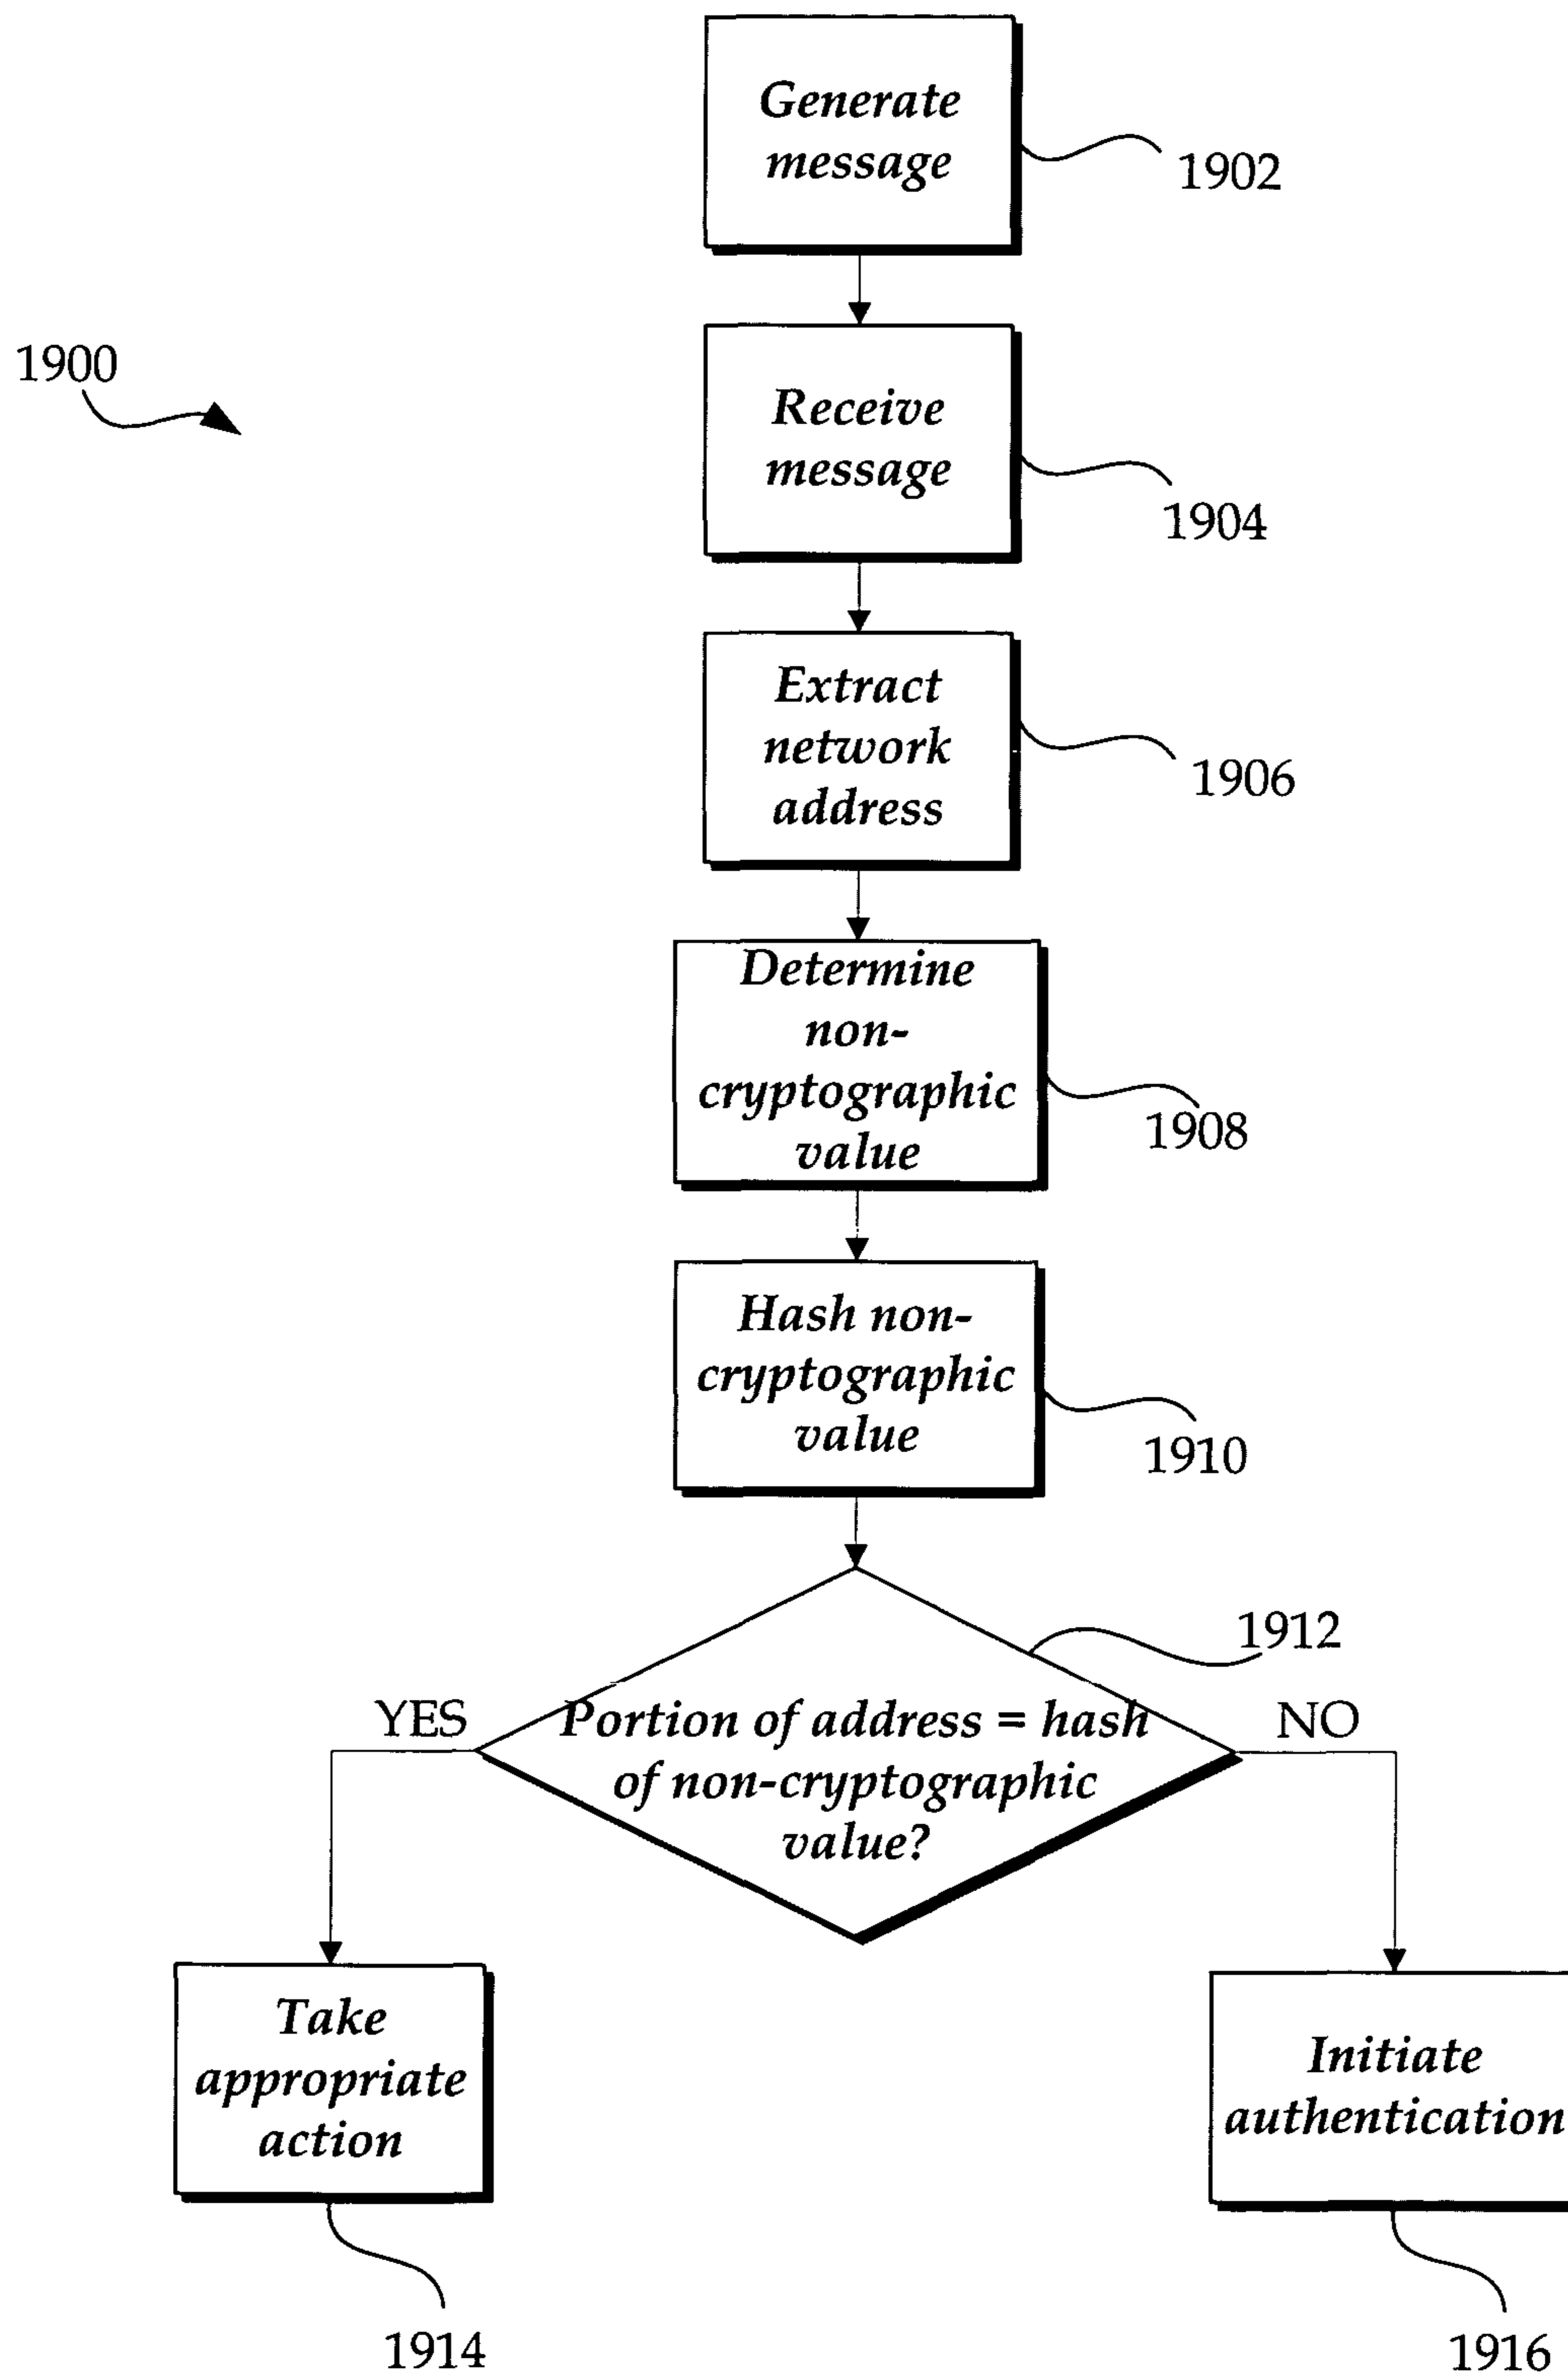 Generate
message
1902
1900
Receive
message
1904
Extract
network
address
1906
Determine
non-
cryptographic
value
1908
Hash non-
cryptographic
value
1910
1912
YES
Portion of address = hash
of non-cryptographic
value?
NO
Take
appropriate
action
Initiate
authentication
1914
1916